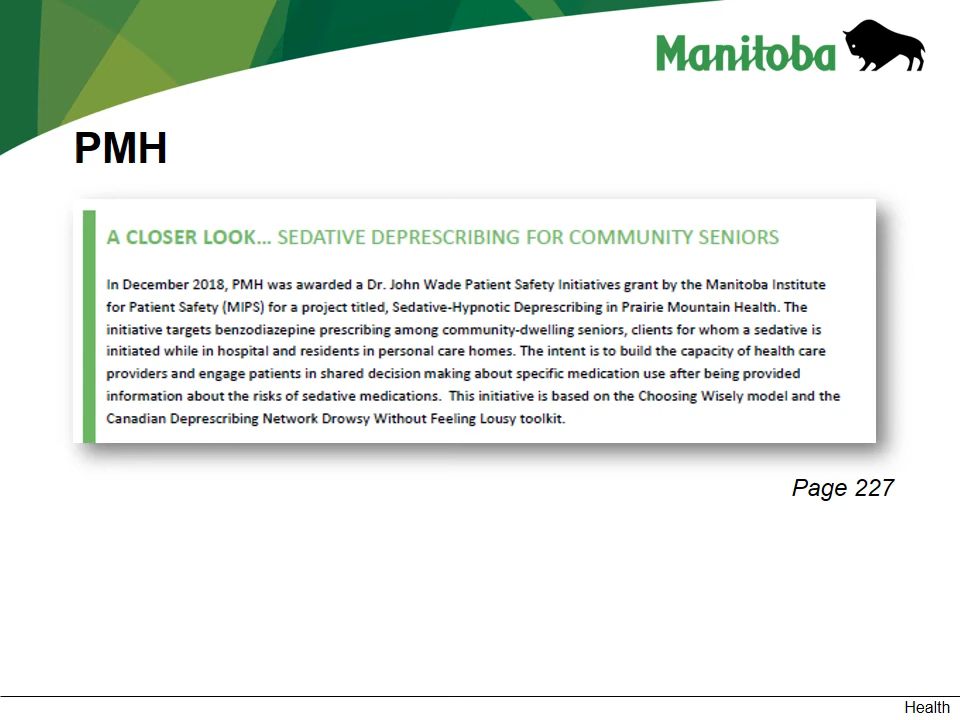 Manitoba
PMH
A CLOSER LOOK... SEDATIVE DEPRESCRIBING FOR COMMUNITY SENIORS
In December 2018, PMH was awarded a Dr. John Wade Patient Safety Initiatives grant by the Manitoba Institute
for Patient Safety (MIPS) for a project titled, Sedative-Hypnotic Deprescribing in Prairie Mountain Health. The
initiative targets benzodiazepine prescribing among community-dwelling seniors, clients for whom a sedative is
initiated while in hospital and residents in personal care homes. The intent is to build the capacity of health care
providers and engage patients in shared decision making about specific medication use after being provided
information about the risks of sedative medications.  This initiative is based on the Choosing Wisely model and the
Canadian Deprescribing Network Drowsy Without Feeling Lousy toolkit.
Page 227
Health